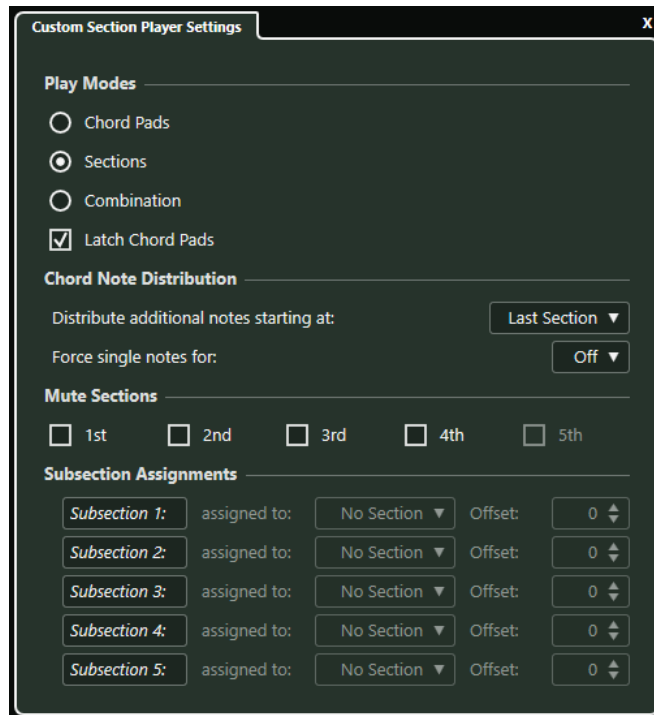 Custom Section Player Settings X
Play Modes
Chord Pads
Sections
Combination
Latch Chord Pads
Chord Note Distribution
Distribute additional notes starting at: Last Section
Force single notes for: Off
Mute Sections
1st 2nd 3rd 4th 5th
Subsection Assignments
Subsection 1: assigned to: No Section Offset: 0
Subsection 2: assigned to: No Section Offset: 0
Subsection 3: assigned to: No Section Offset: 0
Subsection 4: assigned to: No Section Offset: 0
Subsection 5: assigned to: No Section Offset: 0